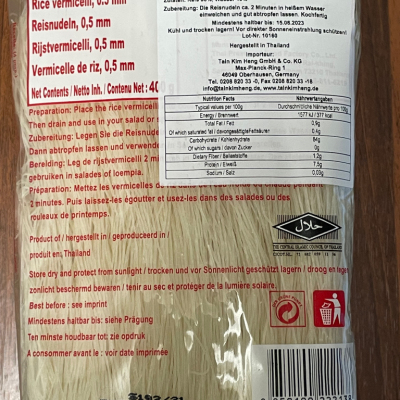 Rice vermicelli, 0.5 mm
Reisnudeln, 0,5 mm
Rijstvermicelli, 0,5 mm
Vermicelle de riz, 0,5 mm
Net Contents / Netto Inh. / Contenu Net : 40
Preparation: Place the rice vermicelli
Then drain and use in your salad or s
Zubereitung: Legen Sie die Reisnude
Dann abtropfen lassen und verwende
Bereiding: Leg de rijstvermicelli 2 min
gebruiken in salades of loempia.
Préparation: Mettez les vermicelles de
2 minutes. Puis laissez-les égoutter et usitez-les dans des salades ou des
rouleaux de printemps.
Product of / hergestellt in / geproduceerd in /
produit en, Thailand
Store dry and protect from sunlight / trocken und vor Sonnenlicht geschützt lagern / droog en tegen
zonlicht beschermd bewaren / tenir au sec et protéger de la lumière solaire.
Best before : see imprint
Mindestens haltbar bis: siehe Prägung
Ten minste houdbaar tot: zie opdruk
A consommer avant le : voir date imprimée
Zubereitung: Die Reisnudeln ca. 2 Minuten in heißem Wasser
einweichen und gut abtropfen lassen. Kochfertig
Mindestens haltbar bis: 15.08.2023
Kühl und trocken lagern! Vor direkter Sonneneinstrahlung schützen!
Lot-Nr. 10160
Hergestellt in Thailand
Importeur:
Tain Kim Heng GmbH & Co. KG
Max-Planck-Ring 1
46049 Oberhausen, Germany
Tel. 0208 820 33 -0, Fax 0208 820 33 -18
info@tainkimheng.de / www.tainkimheng.de
Nutrition Facts Nährwertangaben
Typical values per 100g Durchschnittliche Nährwertangaben pro 100g
Energy / Brennwert 1577 kJ / 377 kcal
Total Fat / Fett 0,9g
Of which saturated fat / davon gesättigte Fettsäuren 0,4g
Carbohydrate / Kohlenhydrate 84g
Of which sugars / davon Zucker 0g
Dietary Fiber / Ballaststoffe 1,2g
Protein / Eiweiß 7,5g
Sodium / Salz 0,03g
حلال
THE CENTRAL ISLAMIC COUNCIL OF THAILAND